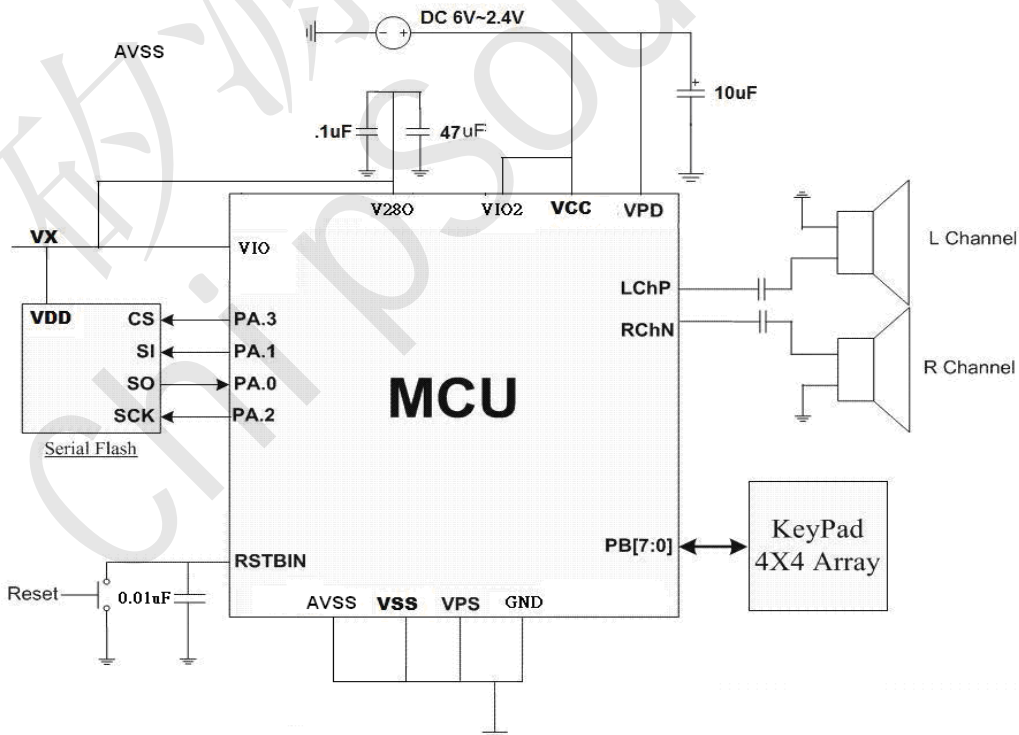 DC 6V~2.4V
AVSS
10uF
.1uF
47uF
V28O
VIO2
VCC
VPD
VX
VIO
L Channel
LChP
VDD
CS
PA.3
RChN
SI
PA.1
R Channel
SO
PA.0
MCU
SCK
PA.2
Serial Flash
KeyPad
4X4 Array
PB[7:0]
RSTBIN
Reset
0.01uF
AVSS
VSS
VPS
GND